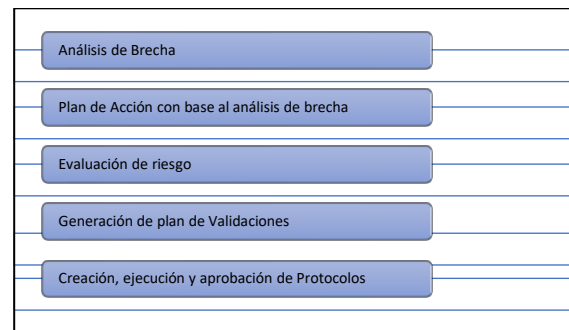 Análisis de Brecha
Plan de Acción con base al análisis de brecha
Evaluación de riesgo
Generación de plan de Validaciones
Creación, ejecución y aprobación de Protocolos